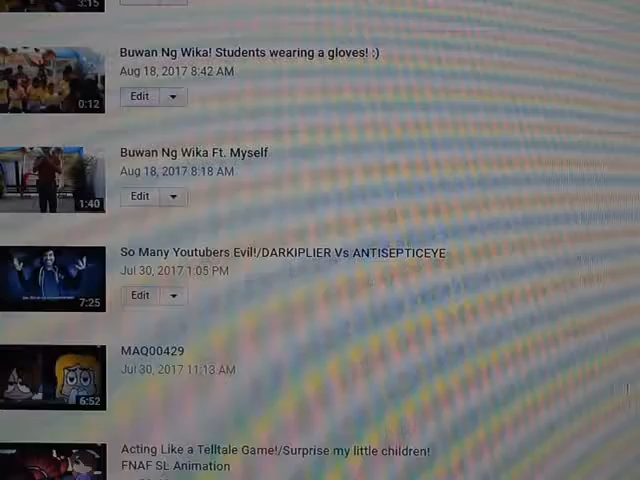 3:15
Buwan Ng Wika! Students wearing a gloves! :)
Aug 18, 2017 8:42 AM
0:12
Edit
Buwan Ng Wika Ft. Myself
Aug 18, 2017 8:18 AM
1:40
Edit
So Many Youtubers Evil!/DARKIPLIER Vs ANTISEPTICEYE
Jul 30, 2017 1:05 PM
7:25
Edit
MAQ00429
Jul 30, 2017 11:13 AM
6:52
Acting Like a Telltale Game!/Surprise my little children!
FNAF SL Animation